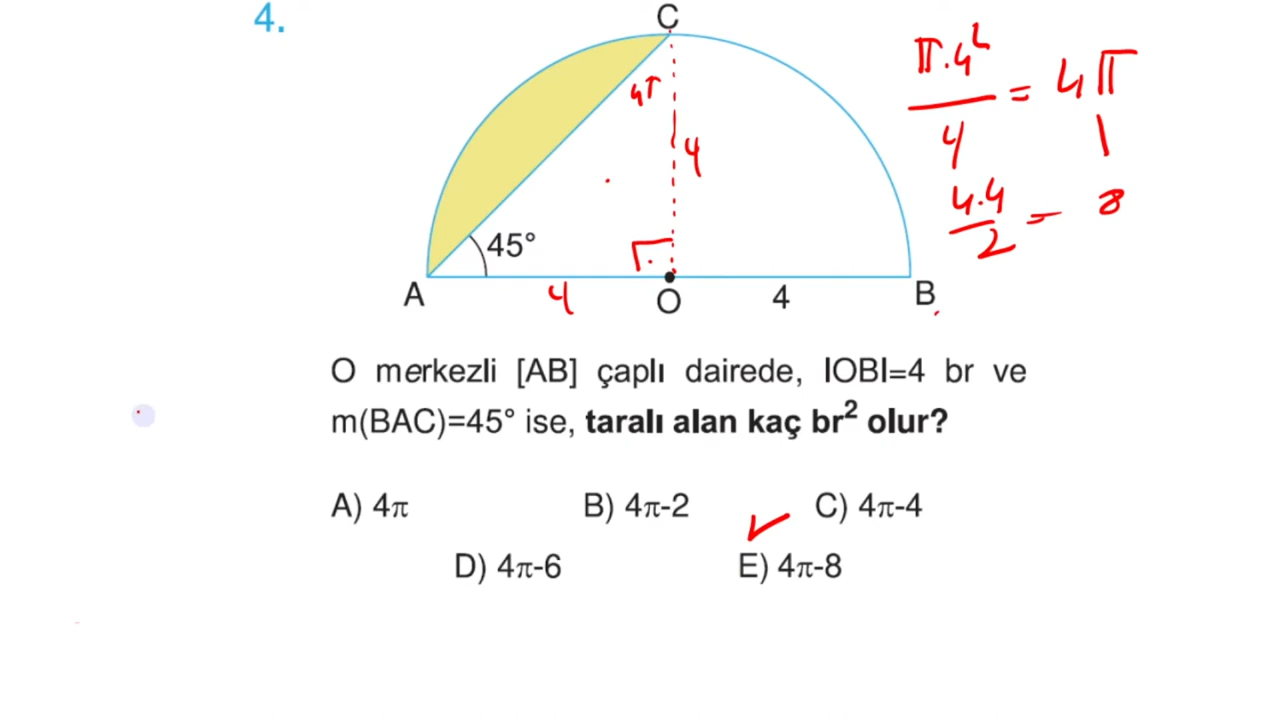 4.
C
4π
4
45°
A
4
O
4
B
π.4²
/4 = 4π
4.4
/2 = 8
O merkezli [AB] çaplı dairede, IOBI=4 br ve
m(BAC)=45° ise, taralı alan kaç br² olur?
A) 4π B) 4π-2 C) 4π-4
D) 4π-6 E) 4π-8